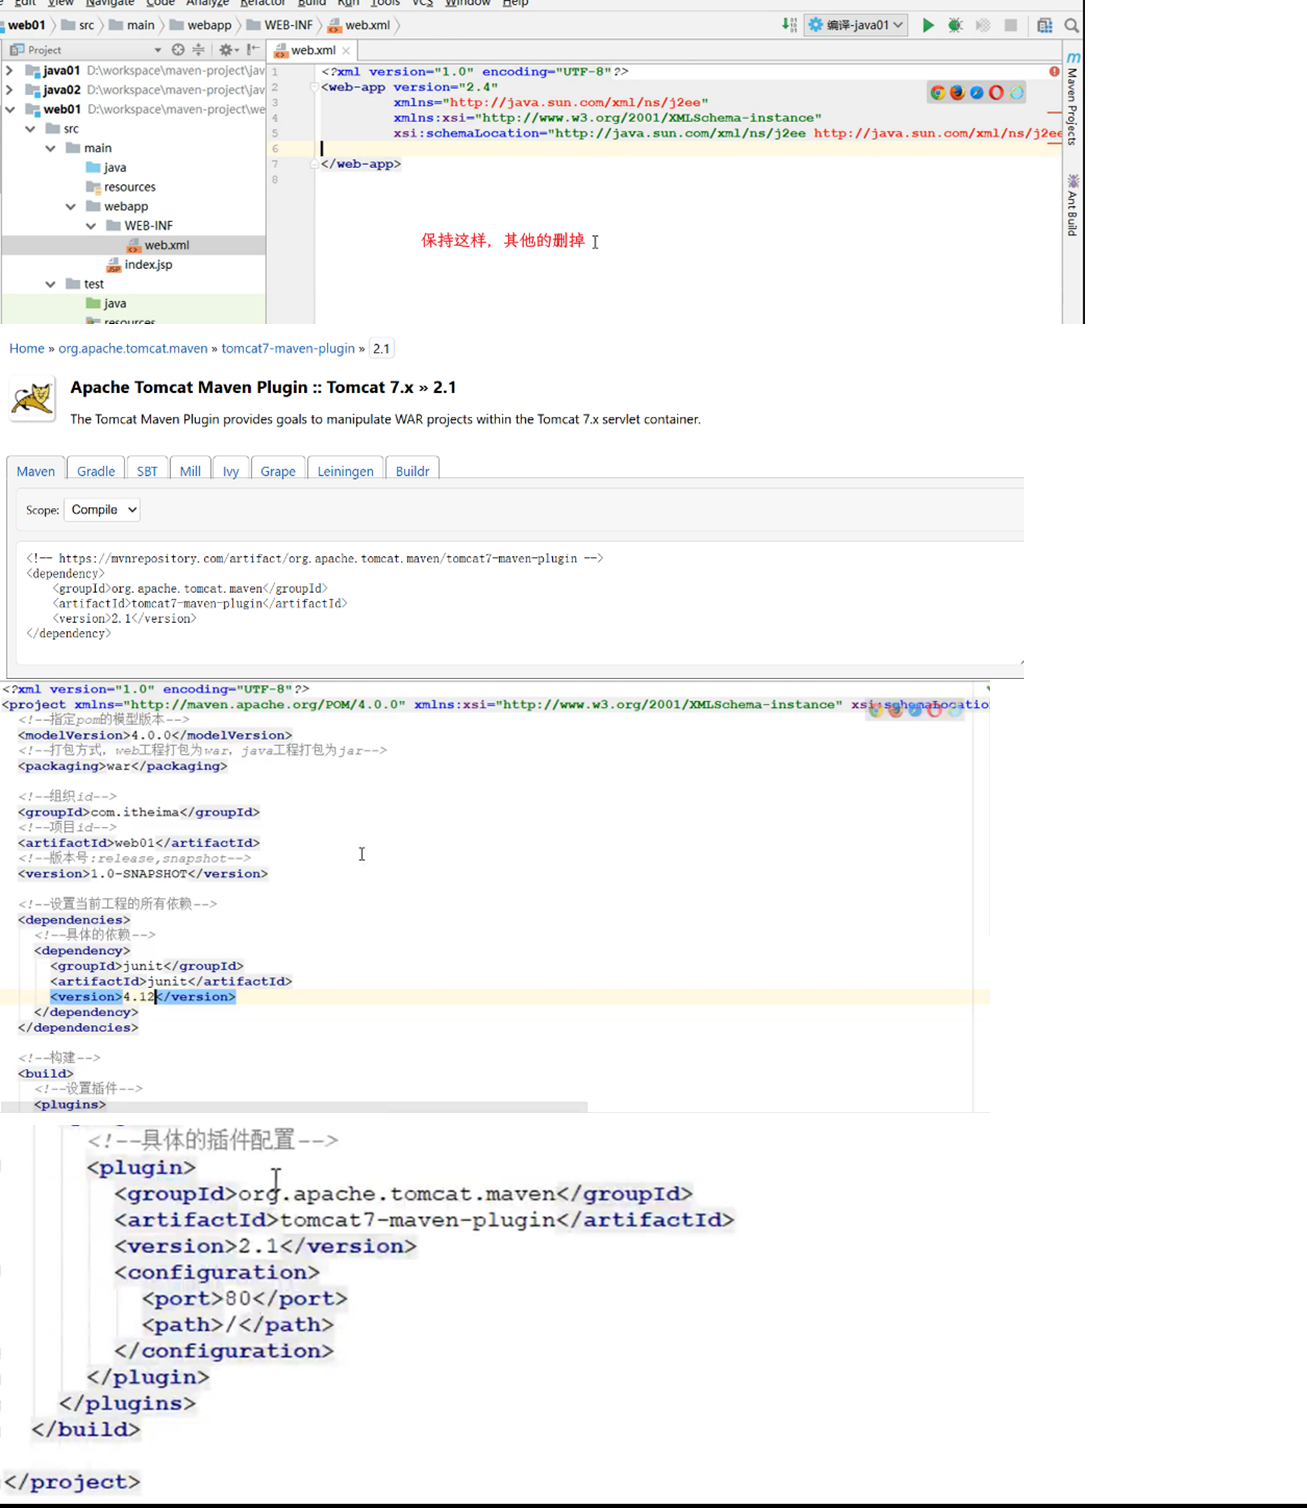 Edit View Navigate Code Analyze Refactor Build Run Tools VCS Window Help
web01 src main webapp WEB-INF web.xml 编译-java01
Project web.xml
java01 D:\workspace\maven-project\jav
java02 D:\workspace\maven-project\jav
web01 D:\workspace\maven-project\we
src
main
java
resources
webapp
WEB-INF
web.xml
index.jsp
test
java
resources
1 <?xml version="1.0" encoding="UTF-8"?>
2 <web-app version="2.4"
3 xmlns="http://java.sun.com/xml/ns/j2ee"
4 xmlns:xsi="http://www.w3.org/2001/XMLSchema-instance"
5 xsi:schemaLocation="http://java.sun.com/xml/ns/j2ee http://java.sun.com/xml/ns/j2ee
6
7 </web-app>
8
保持这样，其他的删掉
Maven Projects
Ant Build
Home » org.apache.tomcat.maven » tomcat7-maven-plugin » 2.1
Apache Tomcat Maven Plugin :: Tomcat 7.x » 2.1
The Tomcat Maven Plugin provides goals to manipulate WAR projects within the Tomcat 7.x servlet container.
Maven Gradle SBT Mill Ivy Grape Leiningen Buildr
Scope: Compile
<!-- https://mvnrepository.com/artifact/org.apache.tomcat.maven/tomcat7-maven-plugin -->
<dependency>
<groupId>org.apache.tomcat.maven</groupId>
<artifactId>tomcat7-maven-plugin</artifactId>
<version>2.1</version>
</dependency>
<?xml version="1.0" encoding="UTF-8"?>
<project xmlns="http://maven.apache.org/POM/4.0.0" xmlns:xsi="http://www.w3.org/2001/XMLSchema-instance" xsi:schemaLocatio
<!--指定pom的模型版本-->
<modelVersion>4.0.0</modelVersion>
<!--打包方式，web工程打包为war，java工程打包为jar-->
<packaging>war</packaging>
<!--组织id-->
<groupId>com.itheima</groupId>
<!--项目id-->
<artifactId>web01</artifactId>
<!--版本号:release,snapshot-->
<version>1.0-SNAPSHOT</version>
<!--设置当前工程的所有依赖-->
<dependencies>
<!--具体的依赖-->
<dependency>
<groupId>junit</groupId>
<artifactId>junit</artifactId>
<version>4.12</version>
</dependency>
</dependencies>
<!--构建-->
<build>
<!--设置插件-->
<plugins>
<!--具体的插件配置-->
<plugin>
<groupId>org.apache.tomcat.maven</groupId>
<artifactId>tomcat7-maven-plugin</artifactId>
<version>2.1</version>
<configuration>
<port>80</port>
<path>/</path>
</configuration>
</plugin>
</plugins>
</build>
</project>